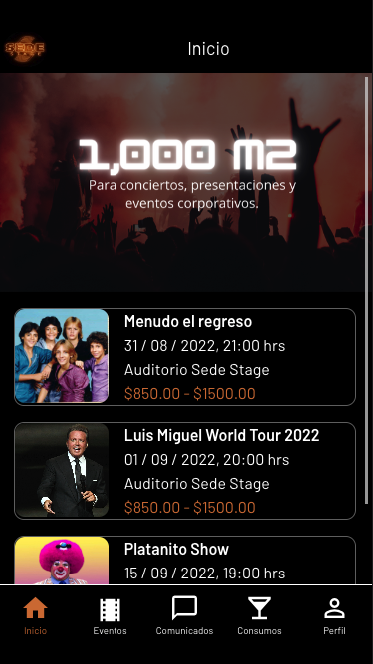 SEDE
STAGE
Inicio
1,000 M2
Para conciertos, presentaciones y
eventos corporativos.
Menudo el regreso
31 / 08 / 2022, 21:00 hrs
Auditorio Sede Stage
$850.00 - $1500.00
Luis Miguel World Tour 2022
01 / 09 / 2022, 20:00 hrs
Auditorio Sede Stage
$850.00 - $1500.00
Platanito Show
15 / 09 / 2022, 19:00 hrs
Inicio
Eventos
Comunicados
Consumos
Perfil